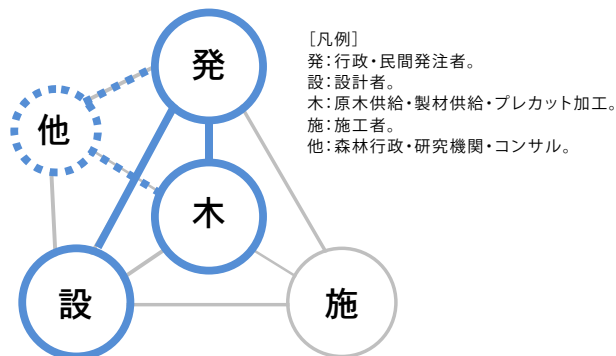 発
他
木
設
施
[凡例]
発:行政・民間発注者。
設:設計者。
木:原木供給・製材供給・プレカット加工。
施:施工者。
他:森林行政・研究機関・コンサル。